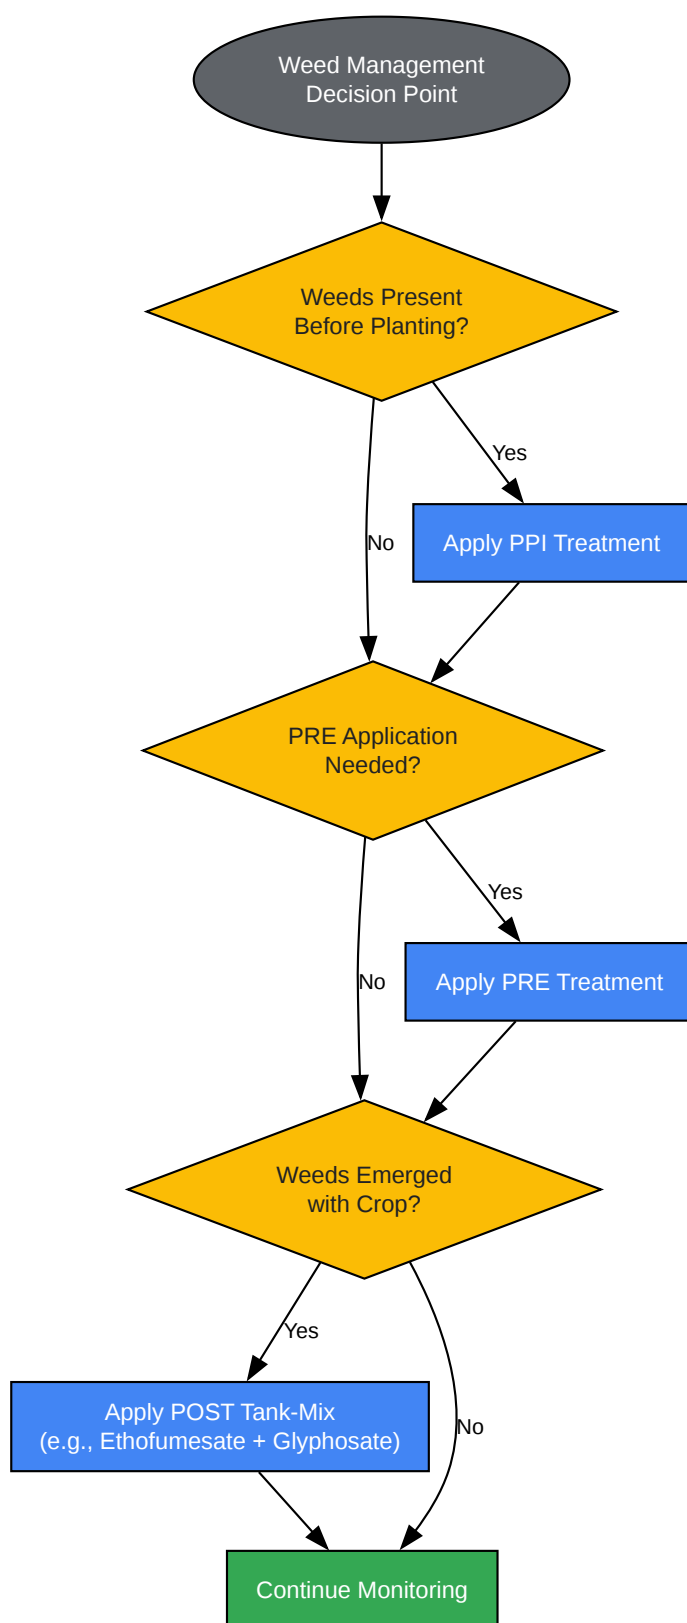 Weed Management
Decision Point
Weeds Present
Before Planting?
Yes
No
Apply PPI Treatment
PRE Application
Needed?
Yes
No
Apply PRE Treatment
Weeds Emerged
with Crop?
Yes
Apply POST Tank-Mix
(e.g., Ethofumesate + Glyphosate)
No
Continue Monitoring